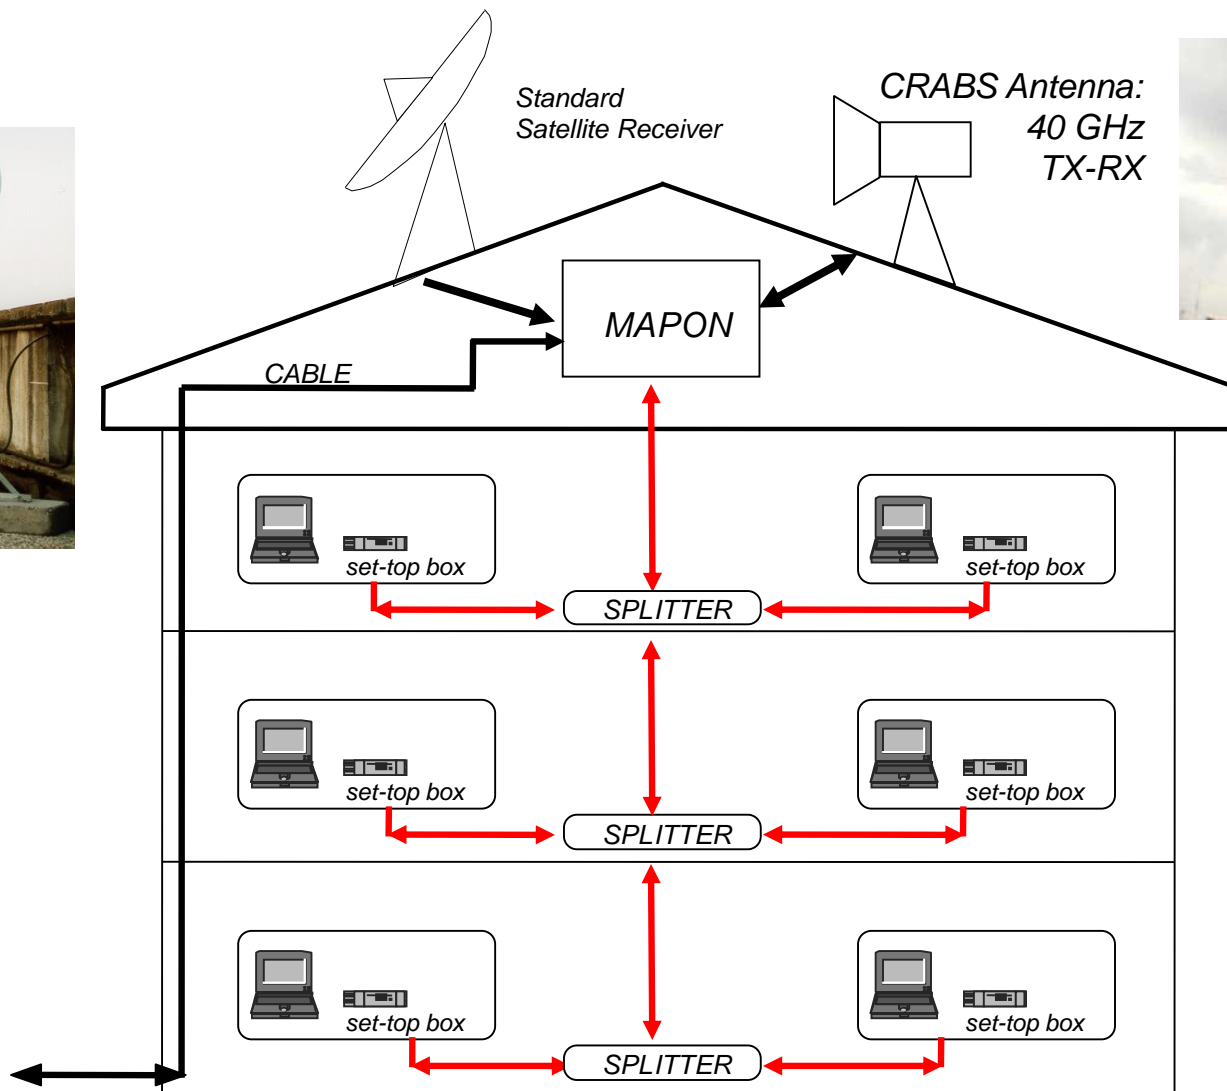 Standard
Satellite Receiver
CRABS Antenna:
40 GHz
TX-RX
MAPON
CABLE
set-top box
set-top box
SPLITTER
set-top box
set-top box
SPLITTER
set-top box
set-top box
SPLITTER